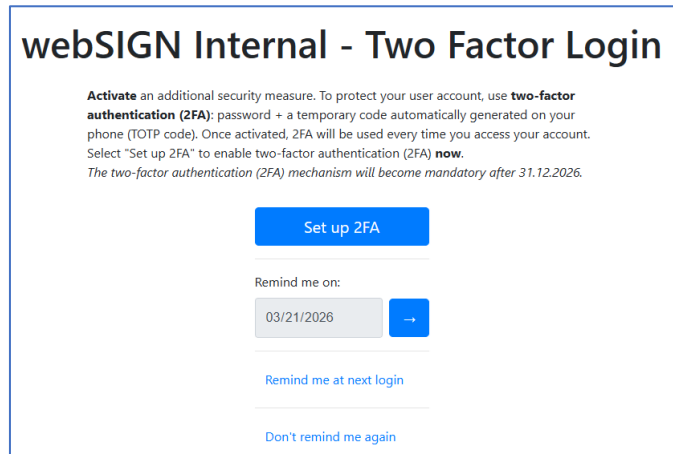 webSIGN Internal - Two Factor Login
Activate an additional security measure. To protect your user account, use two-factor
authentication (2FA): password + a temporary code automatically generated on your
phone (TOTP code). Once activated, 2FA will be used every time you access your account.
Select "Set up 2FA" to enable two-factor authentication (2FA) now.
The two-factor authentication (2FA) mechanism will become mandatory after 31.12.2026.
Set up 2FA
Remind me on:
03/21/2026 →
Remind me at next login
Don't remind me again